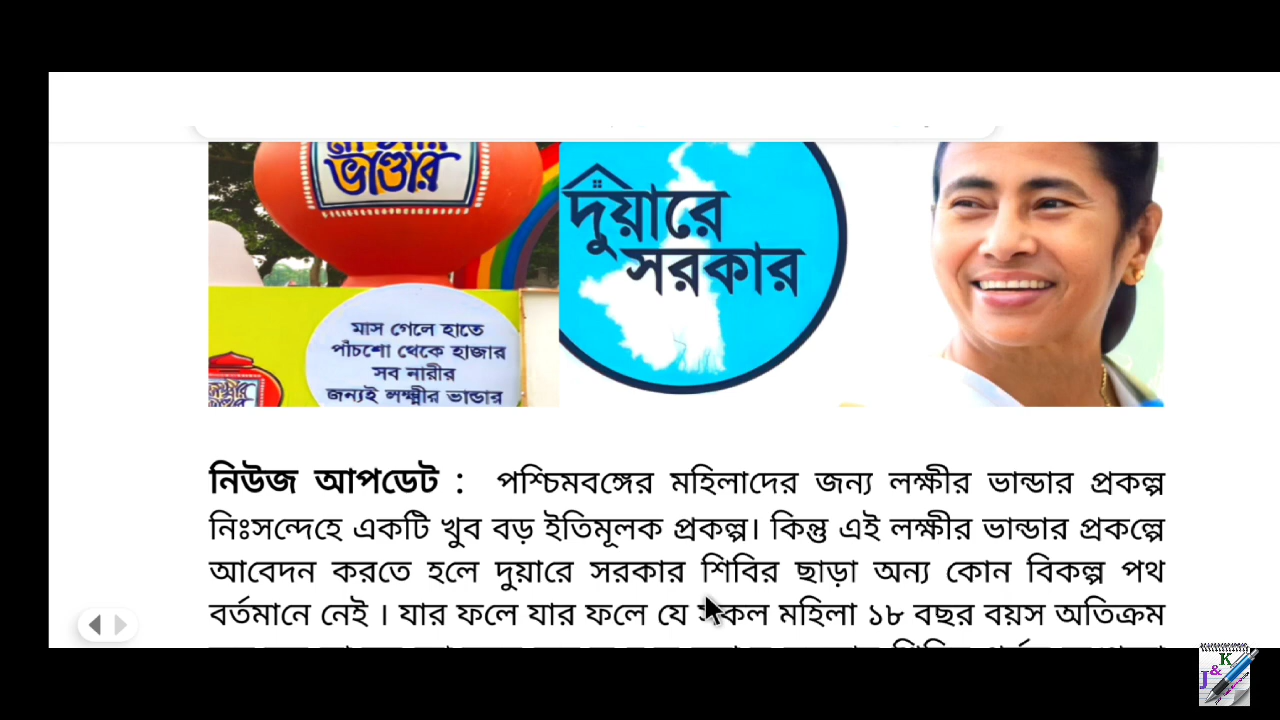 ভাণ্ডার
দুয়ারে
সরকার
মাস গেলে হাতে
পাঁচশো থেকে হাজার
সব নারীর
জন্যই লক্ষ্মীর ভান্ডার
নিউজ আপডেট : পশ্চিমবঙ্গের মহিলাদের জন্য লক্ষীর ভান্ডার প্রকল্প
নিঃসন্দেহে একটি খুব বড় ইতিমূলক প্রকল্প। কিন্তু এই লক্ষীর ভান্ডার প্রকল্পে
আবেদন করতে হলে দুয়ারে সরকার শিবির ছাড়া অন্য কোন বিকল্প পথ
বর্তমানে নেই । যার ফলে যার ফলে যে সকল মহিলা ১৮ বছর বয়স অতিক্রম
J&K